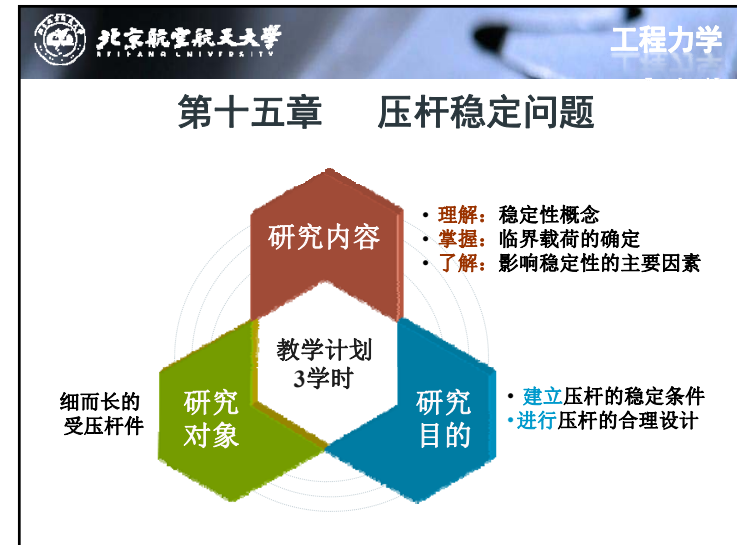 北京航空航天大学
BEIHANG UNIVERSITY
工程力学
第十五章 压杆稳定问题
研究内容
• 理解：稳定性概念
• 掌握：临界载荷的确定
• 了解：影响稳定性的主要因素
教学计划
3学时
细而长的
受压杆件
研究
对象
研究
目的
• 建立压杆的稳定条件
•进行压杆的合理设计